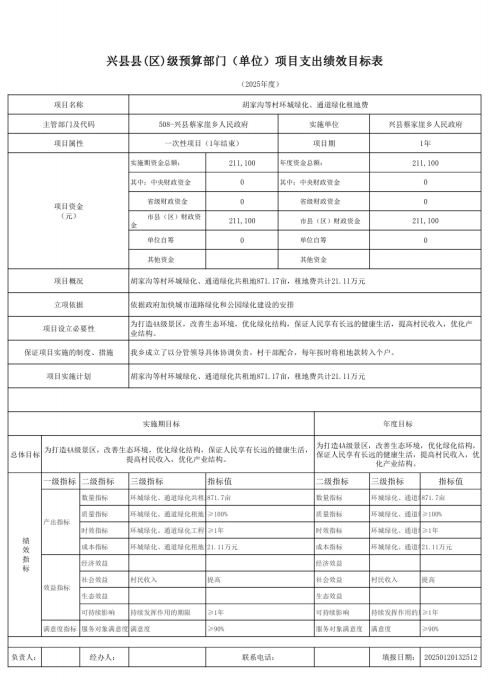 兴县县(区)级预算部门（单位）项目支出绩效目标表
（2025年度）
项目名称 胡家沟等村环城绿化、通道绿化租地费
主管部门及代码 508-兴县蔡家崖乡人民政府 实施单位 兴县蔡家崖乡人民政府
项目属性 一次性项目（1年结束） 项目期 1年
项目资金
（元）
实施期资金总额： 211,100 年度资金总额： 211,100
其中：中央财政资金 0 其中：中央财政资金 0
省级财政资金 0 省级财政资金 0
市县（区）财政资金 211,100 市县（区）财政资金 211,100
单位自筹 0 单位自筹 0
其他资金 其他资金
项目概况 胡家沟等村环城绿化、通道绿化共租地871.17亩，租地费共计21.11万元
立项依据 依据政府加快城市道路绿化和公园绿化建设的安排
项目设立必要性 为打造4A级景区，改善生态环境，优化绿化结构，保证人民享有长远的健康生活，提高村民收入，优化产
业结构。
保证项目实施的制度、措施 我乡成立了以分管领导具体协调负责，村干部配合，每年按时将租地款转入个户。
项目实施计划 胡家沟等村环城绿化、通道绿化共租地871.17亩，租地费共计21.11万元
实施期目标 年度目标
总体目标 为打造4A级景区，改善生态环境，优化绿化结构，保证人民享有长远的健康生活，
提高村民收入，优化产业结构。
为打造4A级景区，改善生态环境，优化绿化结构，
保证人民享有长远的健康生活，提高村民收入，优
化产业结构。
绩效指标
一级指标 二级指标 三级指标 指标值 二级指标 三级指标 指标值
产出指标
数量指标 环城绿化、通道绿化共租 871.7亩 数量指标 环城绿化、通道 871.7亩
质量指标 环城绿化、通道绿化租地 ≥100% 质量指标 环城绿化、通道 ≥100%
时效指标 环城绿化、通道绿化工程 ≥1年 时效指标 环城绿化、通道 ≥1年
成本指标 环城绿化、通道绿化租地 21.11万元 成本指标 环城绿化、通道 21.11万元
效益指标
经济效益 经济效益
社会效益 村民收入 提高 社会效益 村民收入 提高
生态效益 生态效益
可持续影响 持续发挥作用的期限 ≥1年 可持续影响 持续发挥作用的 ≥1年
满意度指标 服务对象满意度 满意度 ≥90% 服务对象满意度 满意度 ≥90%
负责人： 经办人： 联系电话： 填报日期： 20250120132512